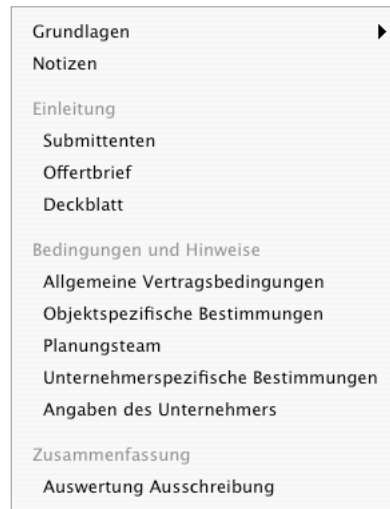 Grundlagen
Notizen
Einleitung
Submittenten
Offertbrief
Deckblatt
Bedingungen und Hinweise
Allgemeine Vertragsbedingungen
Objektspezifische Bestimmungen
Planungsteam
Unternehmerspezifische Bestimmungen
Angaben des Unternehmers
Zusammenfassung
Auswertung Ausschreibung